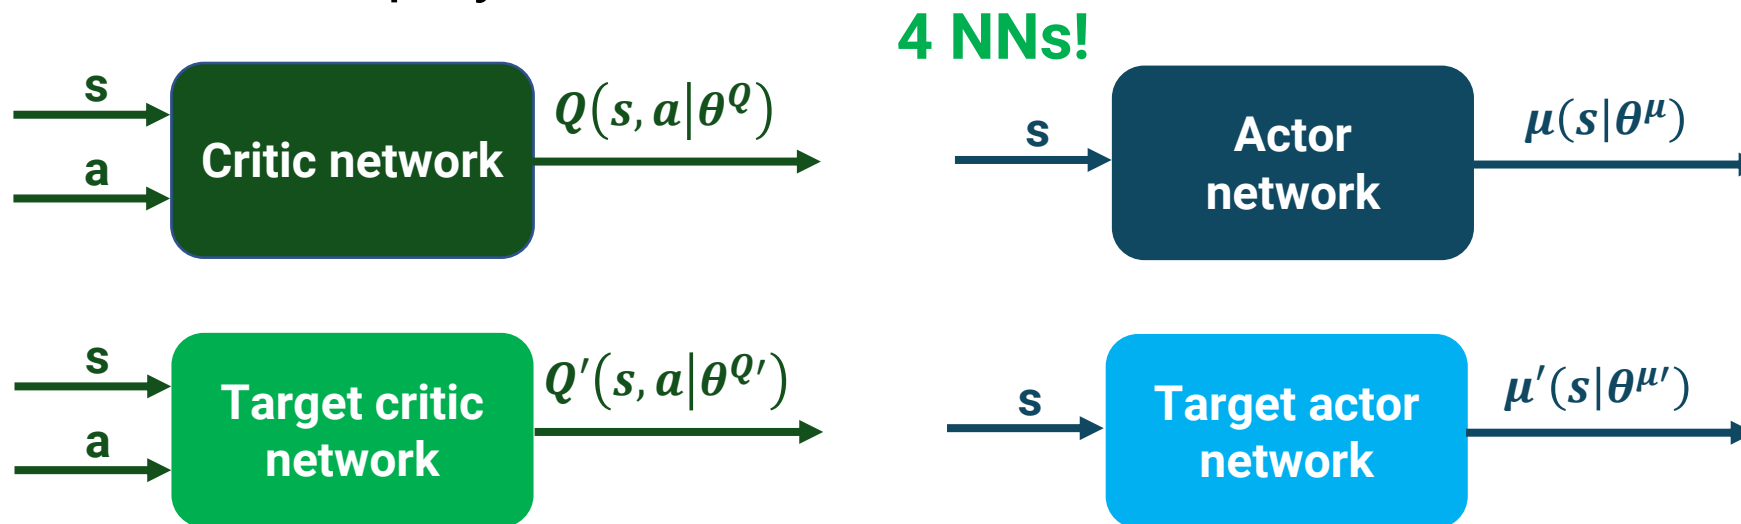 4 NNs!
s
a
Critic network
Q(s, a|θ^Q)
s
Actor
network
μ(s|θ^μ)
s
a
Target critic
network
Q′(s, a|θ^Q′)
s
Target actor
network
μ′(s|θ^μ′)